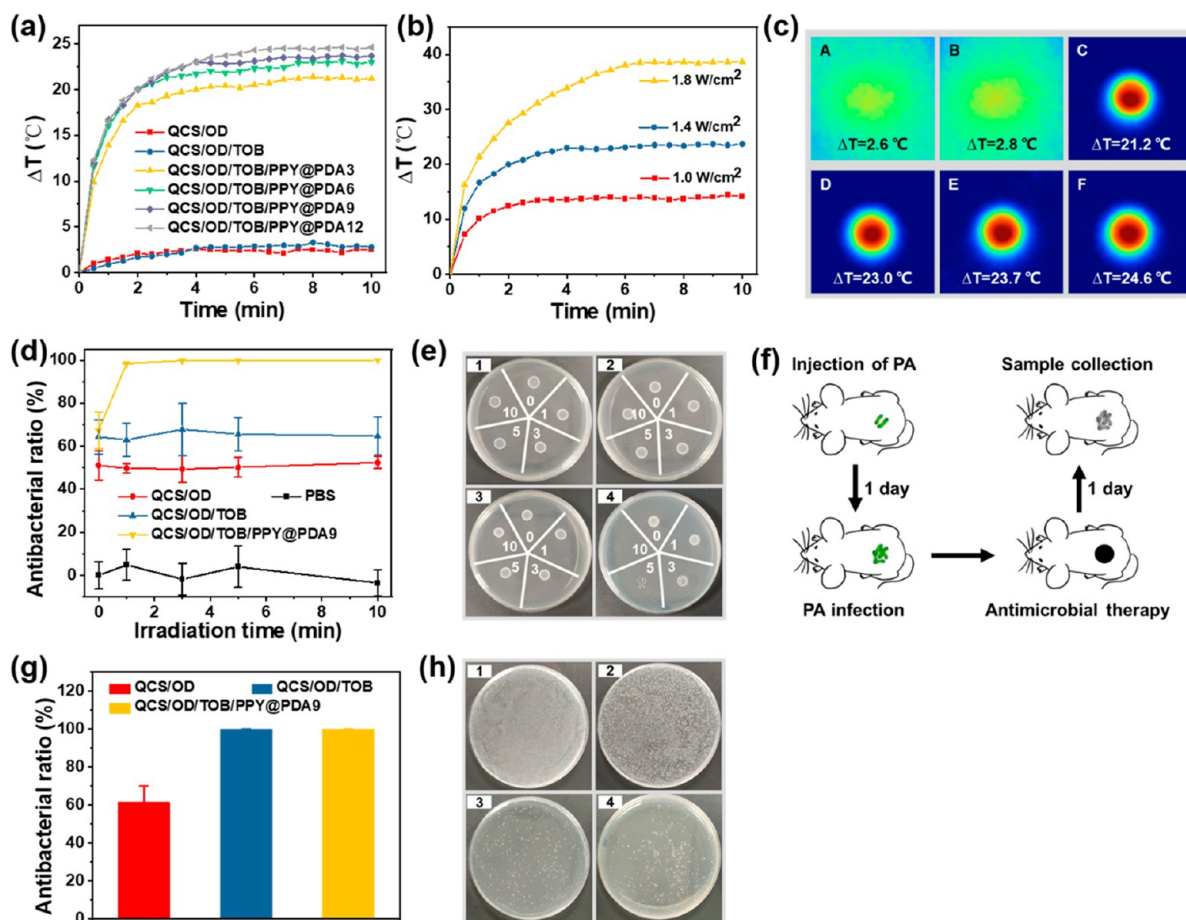 (a)
25
20
15
10
5
0
ΔT (℃)
QCS/OD
QCS/OD/TOB
QCS/OD/TOB/PPY@PDA3
QCS/OD/TOB/PPY@PDA6
QCS/OD/TOB/PPY@PDA9
QCS/OD/TOB/PPY@PDA12
0 2 4 6 8 10
Time (min)
(b)
50
40
30
20
10
0
ΔT (℃)
1.8 W/cm²
1.4 W/cm²
1.0 W/cm²
0 2 4 6 8 10
Time (min)
(c)
A
ΔT=2.6 ℃
B
ΔT=2.8 ℃
C
ΔT=21.2 ℃
D
ΔT=23.0 ℃
E
ΔT=23.7 ℃
F
ΔT=24.6 ℃
(d)
100
80
60
40
20
0
Antibacterial ratio (%)
QCS/OD
PBS
QCS/OD/TOB
QCS/OD/TOB/PPY@PDA9
0 2 4 6 8 10
Irradiation time (min)
(e)
1
0
10 1
5 3
2
0
10 1
5 3
3
0
10 1
5 3
4
0
10 1
5 3
(f)
Injection of PA
Sample collection
1 day
1 day
PA infection
Antimicrobial therapy
(g)
120
100
80
60
40
20
0
Antibacterial ratio (%)
QCS/OD
QCS/OD/TOB
QCS/OD/TOB/PPY@PDA9
(h)
1
2
3
4